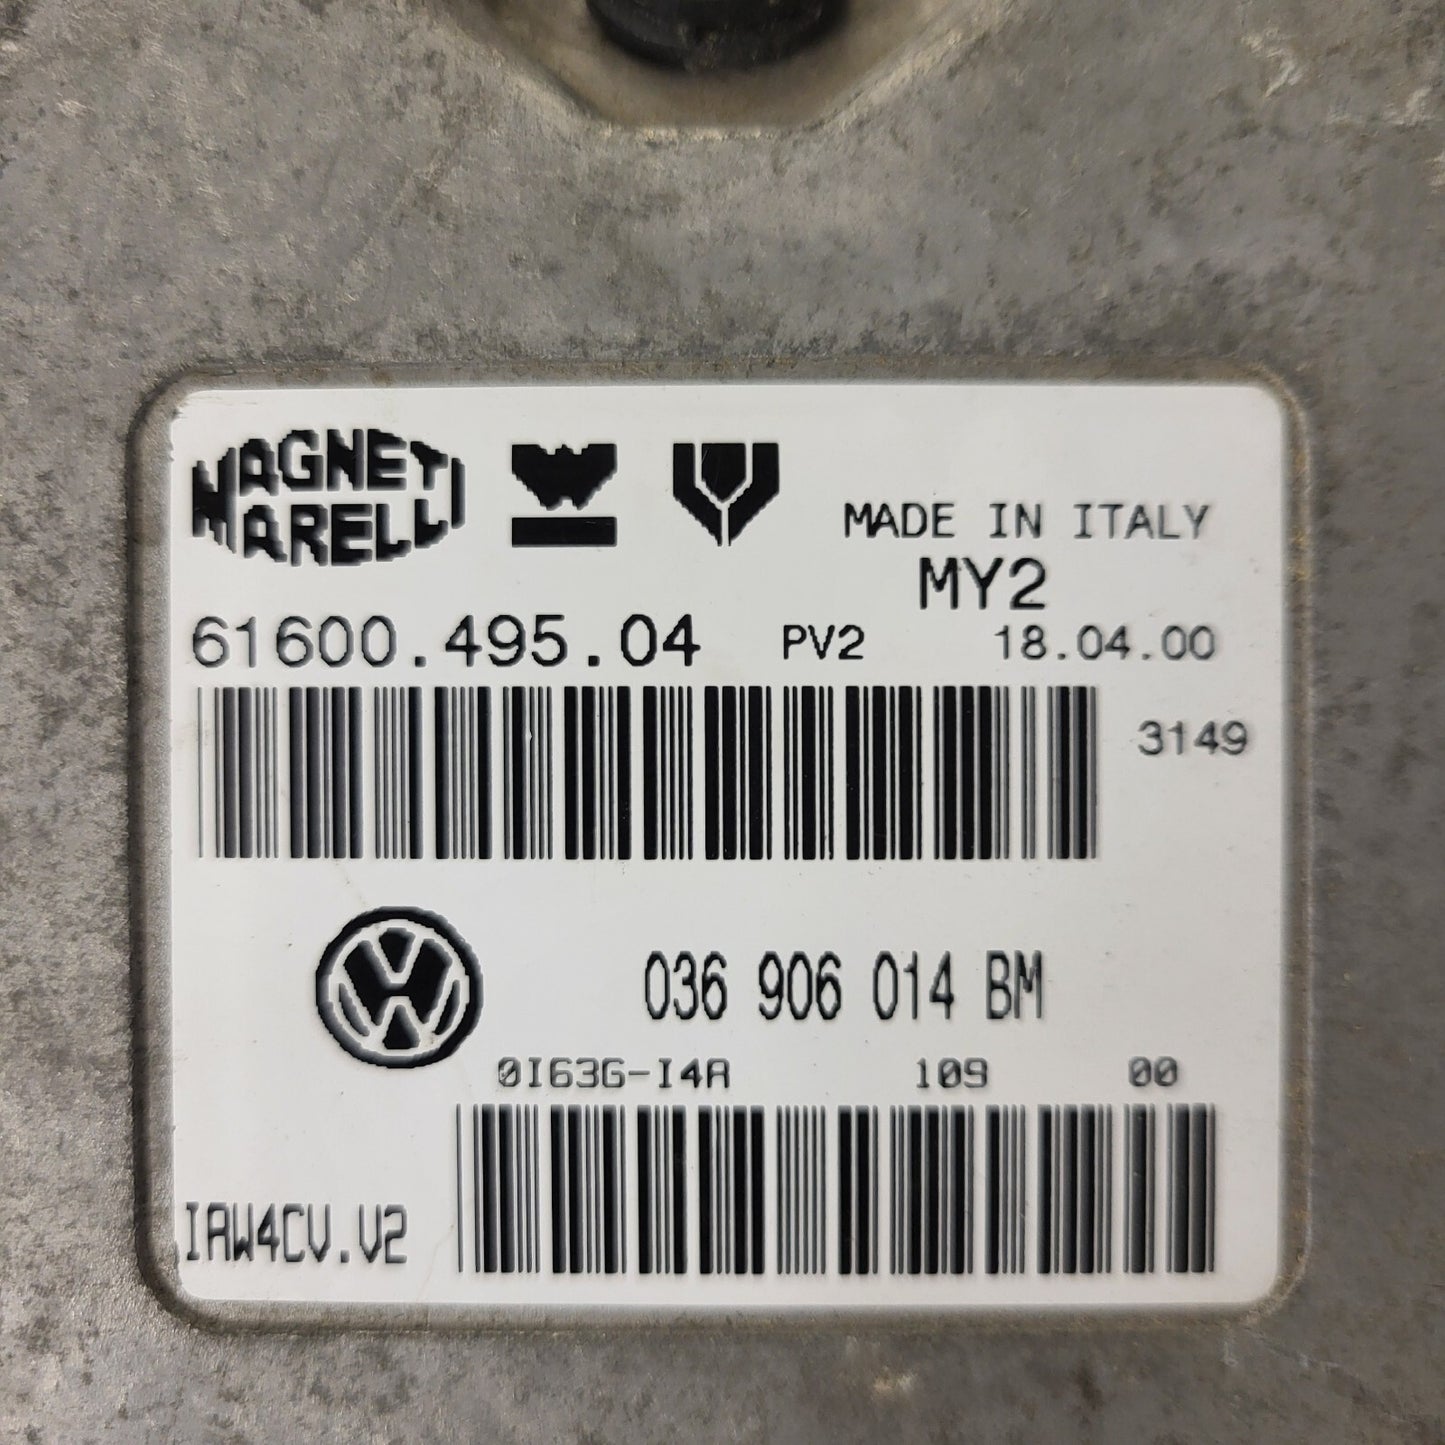 MAGNETI
MARELLI
MADE IN ITALY
MY2
61600.495.04 PV2 18.04.00
3149
036 906 014 BM
0I63G-I4A 109 00
IAW4CV.V2